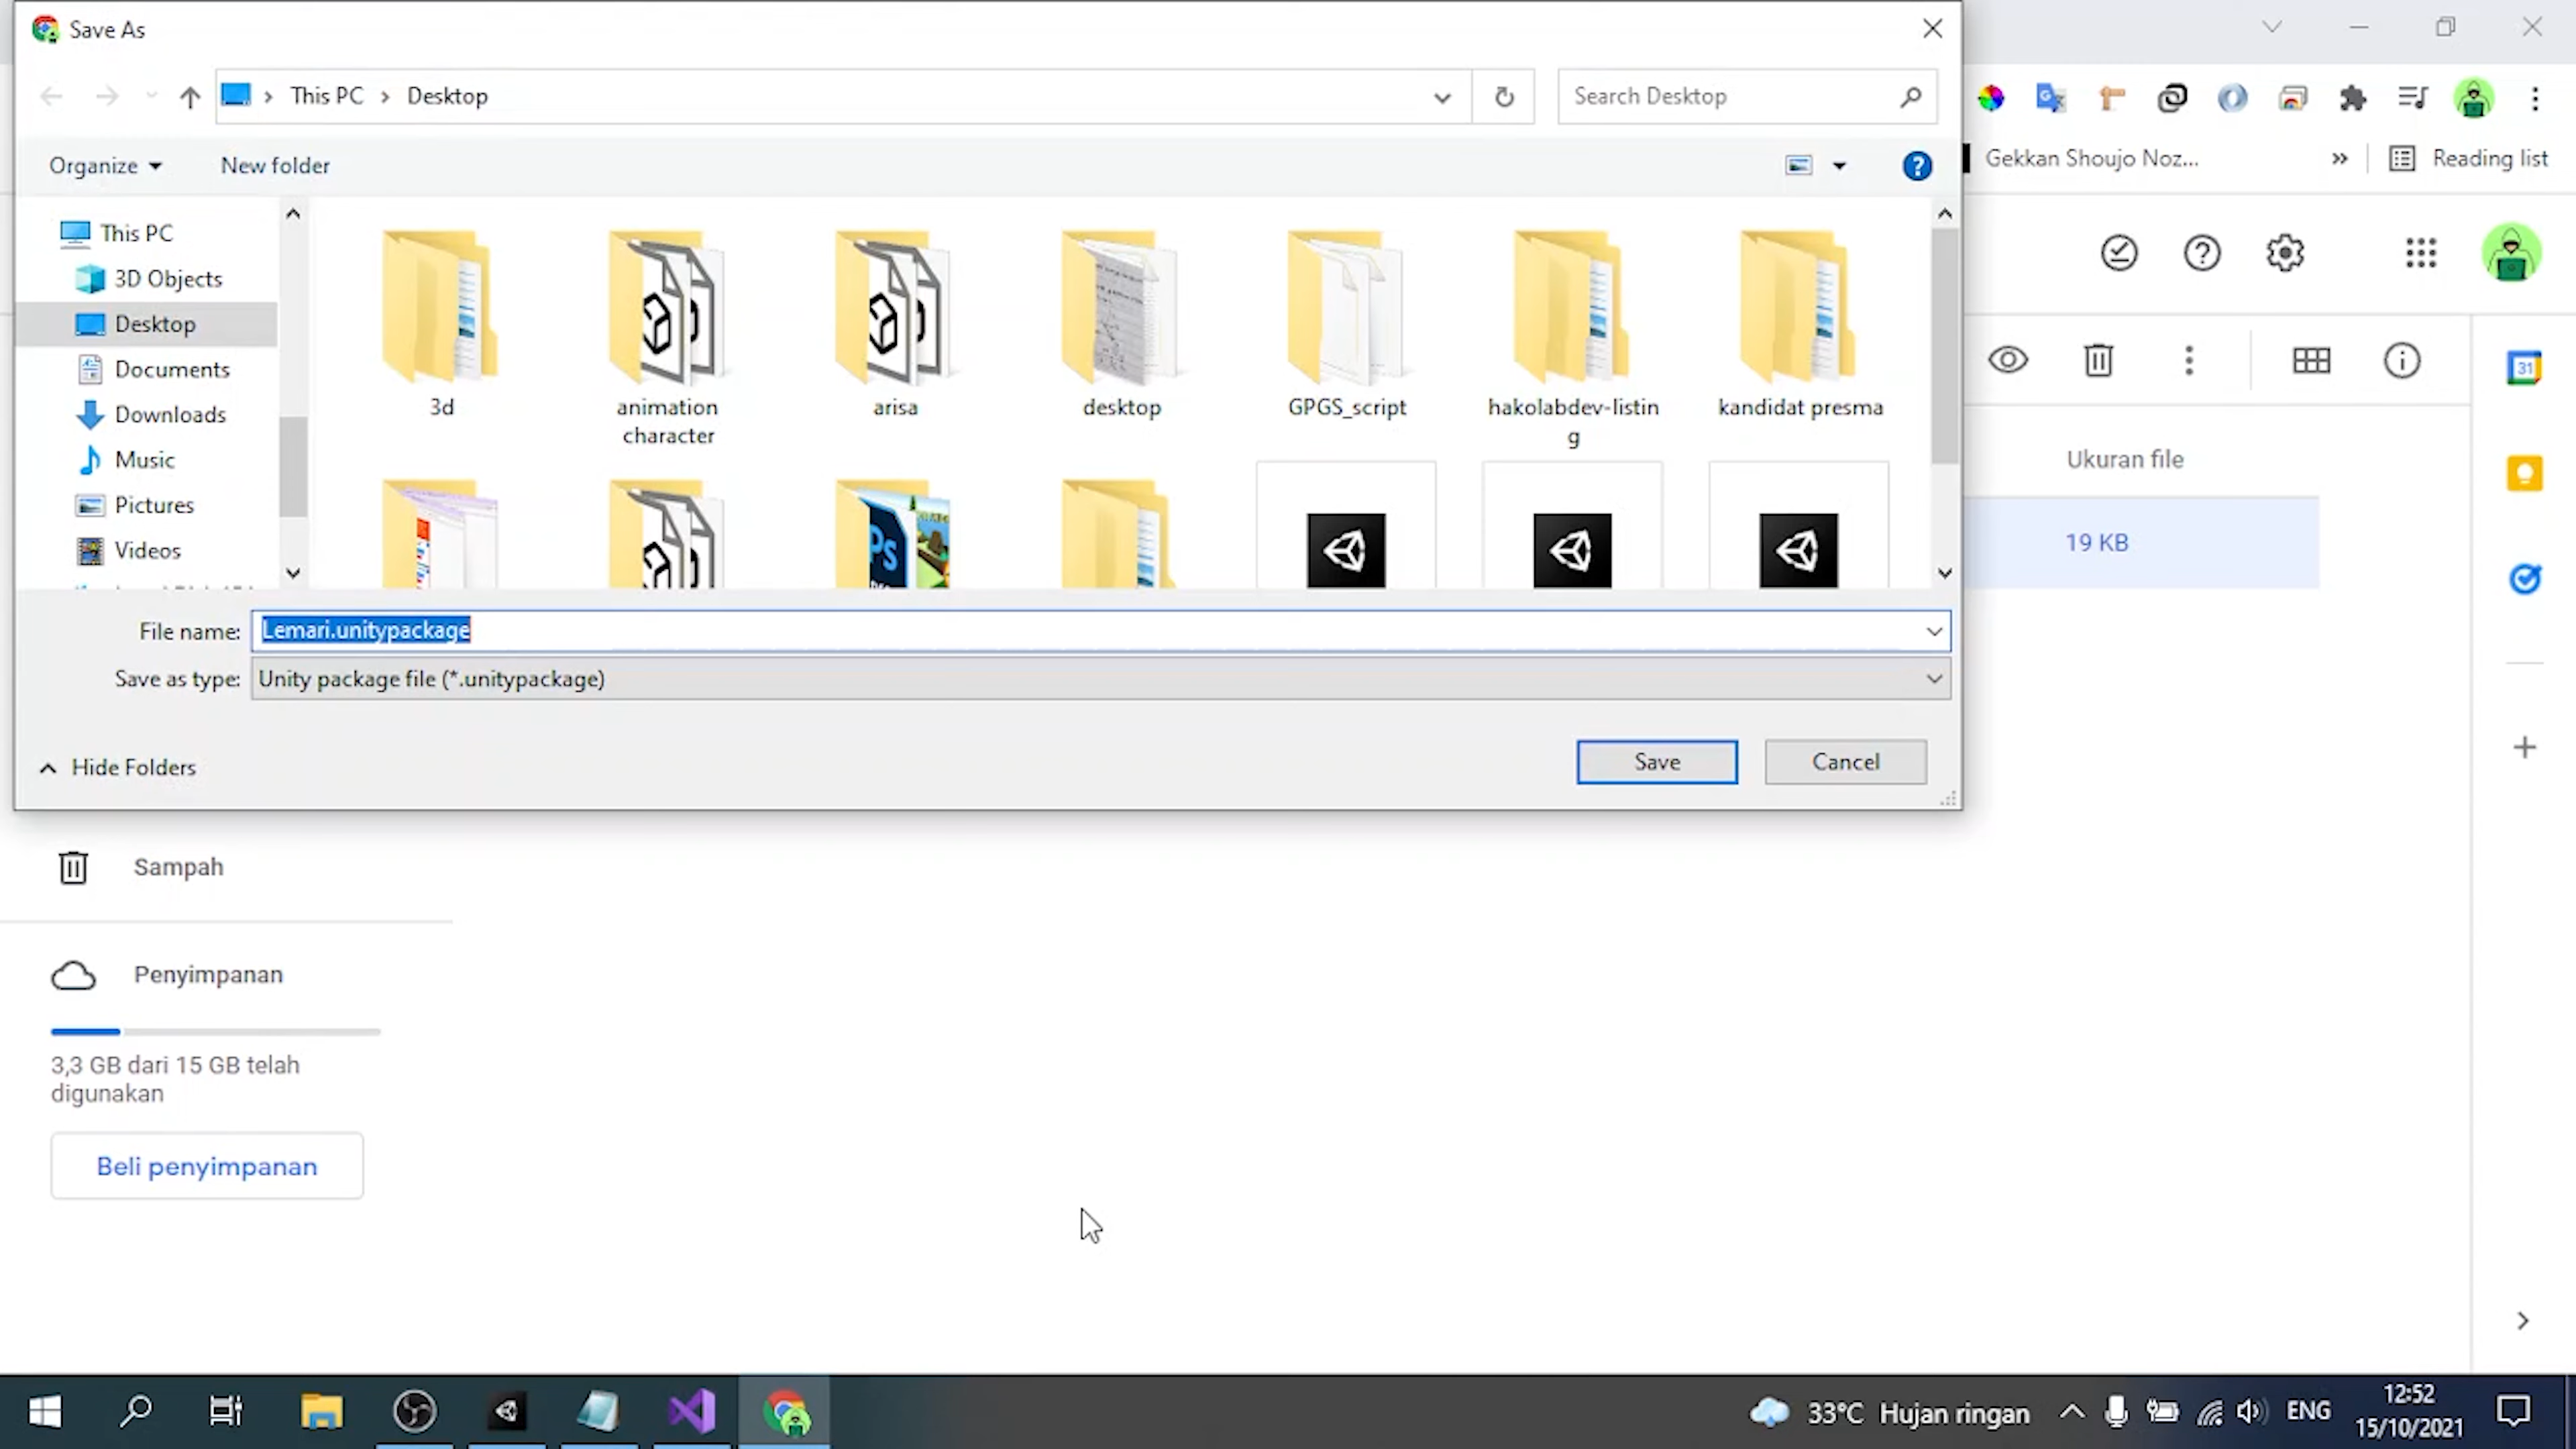 Save As
This PC
Desktop
Search Desktop
Organize
New folder
Gekkan Shoujo Noz...
Reading list
This PC
3D Objects
Desktop
Documents
Downloads
Music
Pictures
Videos
3d
animation
character
arisa
desktop
GPGS_script
hakolabdev-listin
g
kandidat presma
Ukuran file
19 KB
File name:
Lemari.unitypackage
Save as type:
Unity package file (*.unitypackage)
Hide Folders
Save
Cancel
Sampah
Penyimpanan
3,3 GB dari 15 GB telah
digunakan
Beli penyimpanan
33°C Hujan ringan
ENG
12:52
15/10/2021